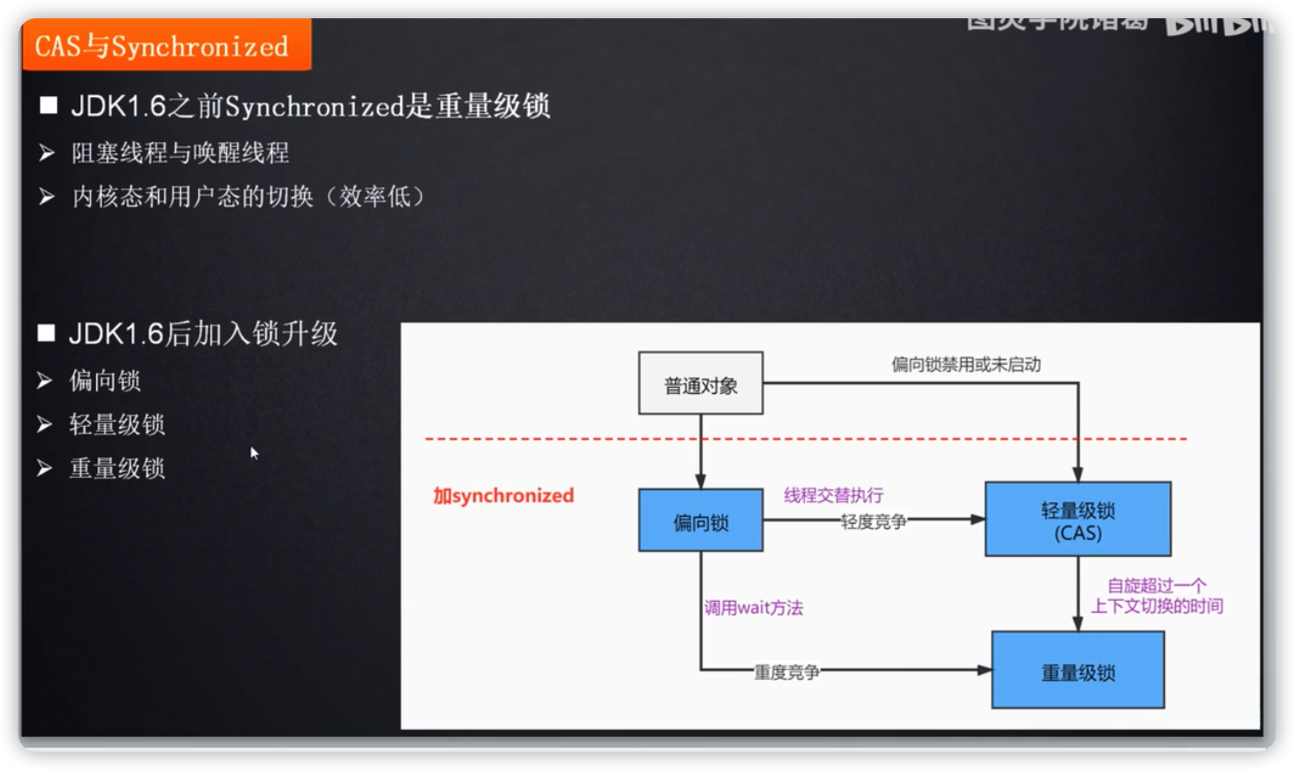 图灵学院诸葛
CAS与Synchronized
JDK1.6之前Synchronized是重量级锁
阻塞线程与唤醒线程
内核态和用户态的切换（效率低）
JDK1.6后加入锁升级
偏向锁
轻量级锁
重量级锁
普通对象
偏向锁禁用或未启动
加synchronized
偏向锁
线程交替执行
轻度竞争
轻量级锁
(CAS)
调用wait方法
自旋超过一个
上下文切换的时间
重度竞争
重量级锁